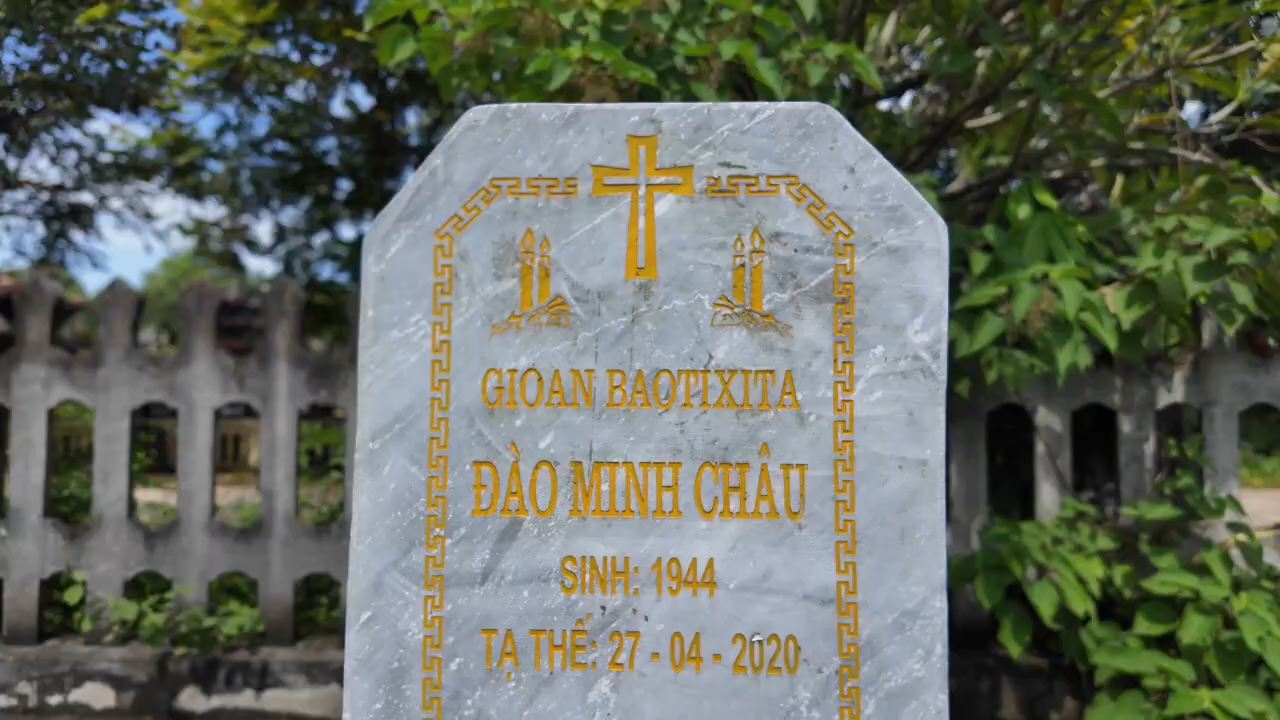 GIOAN BAOTIXITA
ĐÀO MINH CHÂU
SINH: 1944
TẠ THẾ: 27 - 04 - 2020